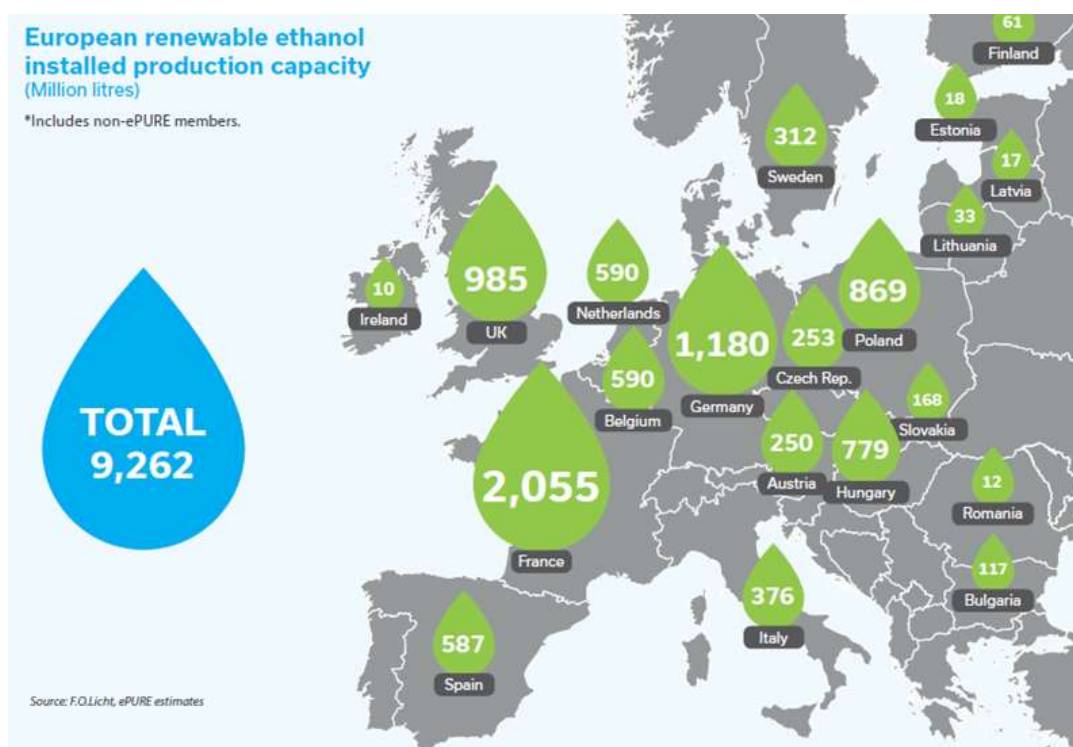 European renewable ethanol
installed production capacity
(Million litres)
*Includes non-ePURE members.
61
Finland
18
Estonia
312
Sweden
17
Latvia
33
Lithuania
985
UK
10
Ireland
590
Netherlands
1,180
Germany
869
Poland
253
Czech Rep.
590
Belgium
168
Slovakia
TOTAL
9,262
2,055
France
250
Austria
779
Hungary
12
Romania
117
Bulgaria
376
Italy
587
Spain
Source: F.O.Licht, ePURE estimates